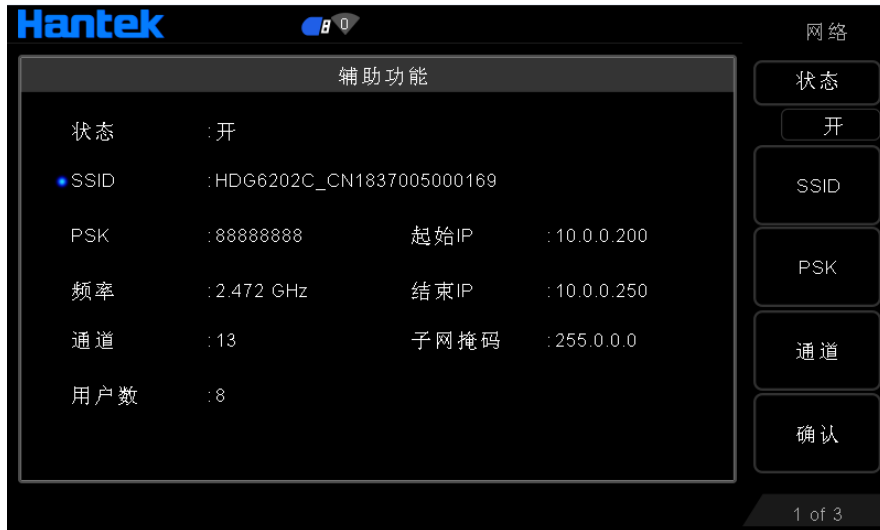 Hantek
0
网络
辅助功能
状态 :开
SSID :HDG6202C_CN1837005000169
PSK :88888888 起始IP :10.0.0.200
频率 :2.472 GHz 结束IP :10.0.0.250
通道 :13 子网掩码 :255.0.0.0
用户数 :8
状态
开
SSID
PSK
通道
确认
1 of 3